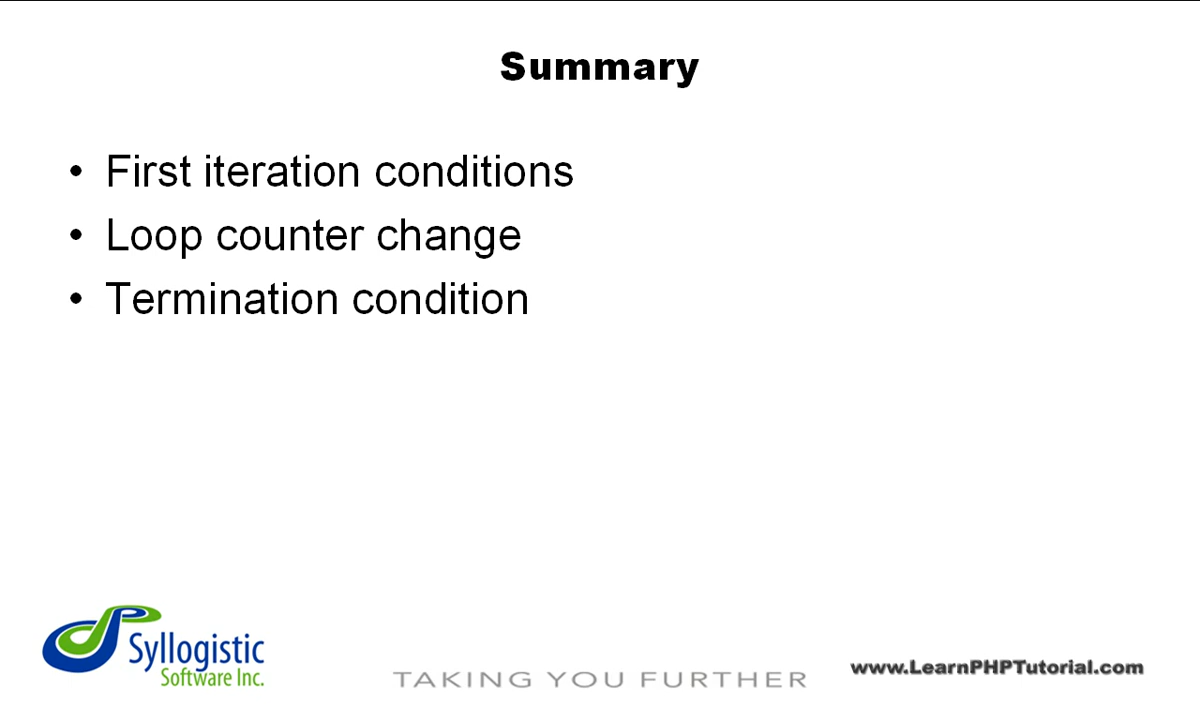 Summary
• First iteration conditions
• Loop counter change
• Termination condition
Syllogistic
Software Inc.
TAKING YOU FURTHER
www.LearnPHPTutorial.com